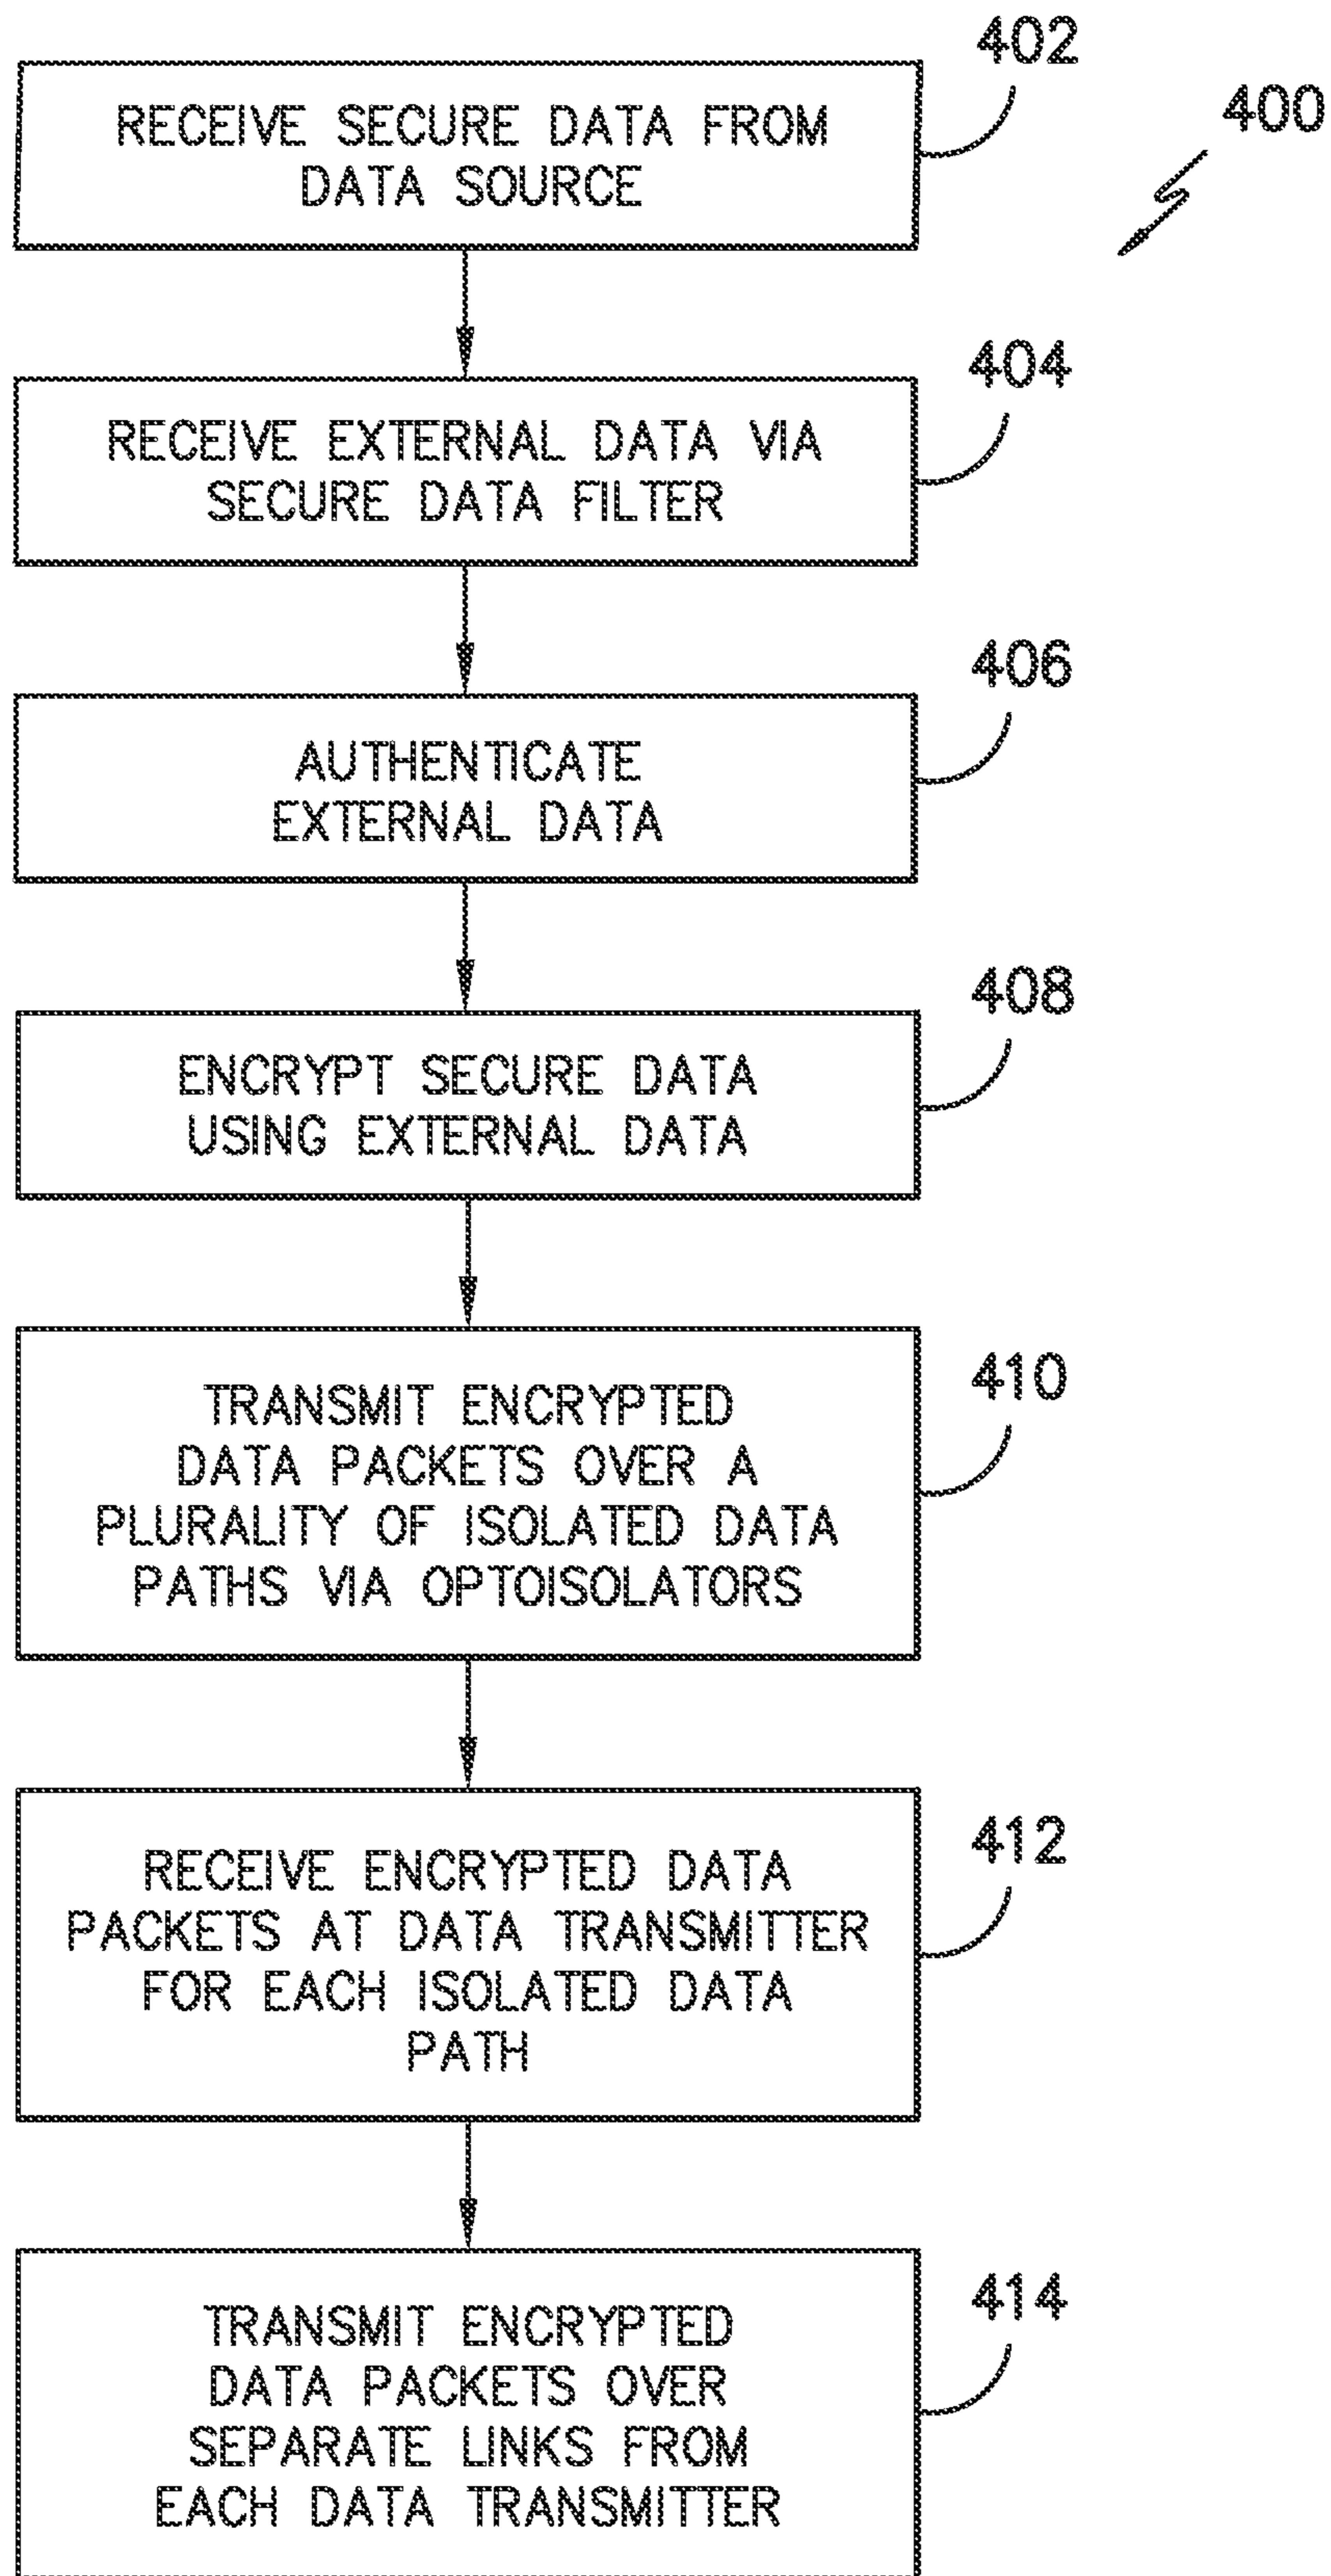 402
400
RECEIVE SECURE DATA FROM
DATA SOURCE
404
RECEIVE EXTERNAL DATA VIA
SECURE DATA FILTER
406
AUTHENTICATE
EXTERNAL DATA
408
ENCRYPT SECURE DATA
USING EXTERNAL DATA
410
TRANSMIT ENCRYPTED
DATA PACKETS OVER A
PLURALITY OF ISOLATED DATA
PATHS VIA OPTOISOLATORS
412
RECEIVE ENCRYPTED DATA
PACKETS AT DATA TRANSMITTER
FOR EACH ISOLATED DATA
PATH
414
TRANSMIT ENCRYPTED
DATA PACKETS OVER
SEPARATE LINKS FROM
EACH DATA TRANSMITTER